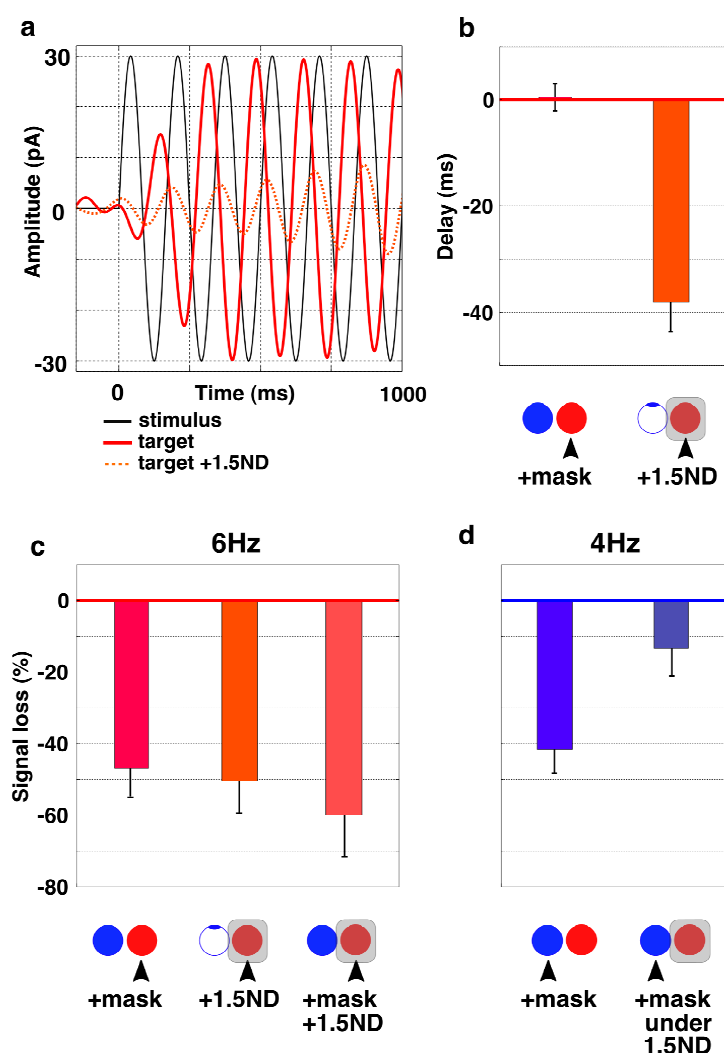 a
30
0
-30
Amplitude (pA)
0
Time (ms)
1000
stimulus
target
target +1.5ND
b
0
-20
-40
Delay (ms)
+mask
+1.5ND
c
6Hz
0
-20
-40
-60
-80
Signal loss (%)
+mask
+1.5ND
+mask
+1.5ND
d
4Hz
+mask
+mask
under
1.5ND